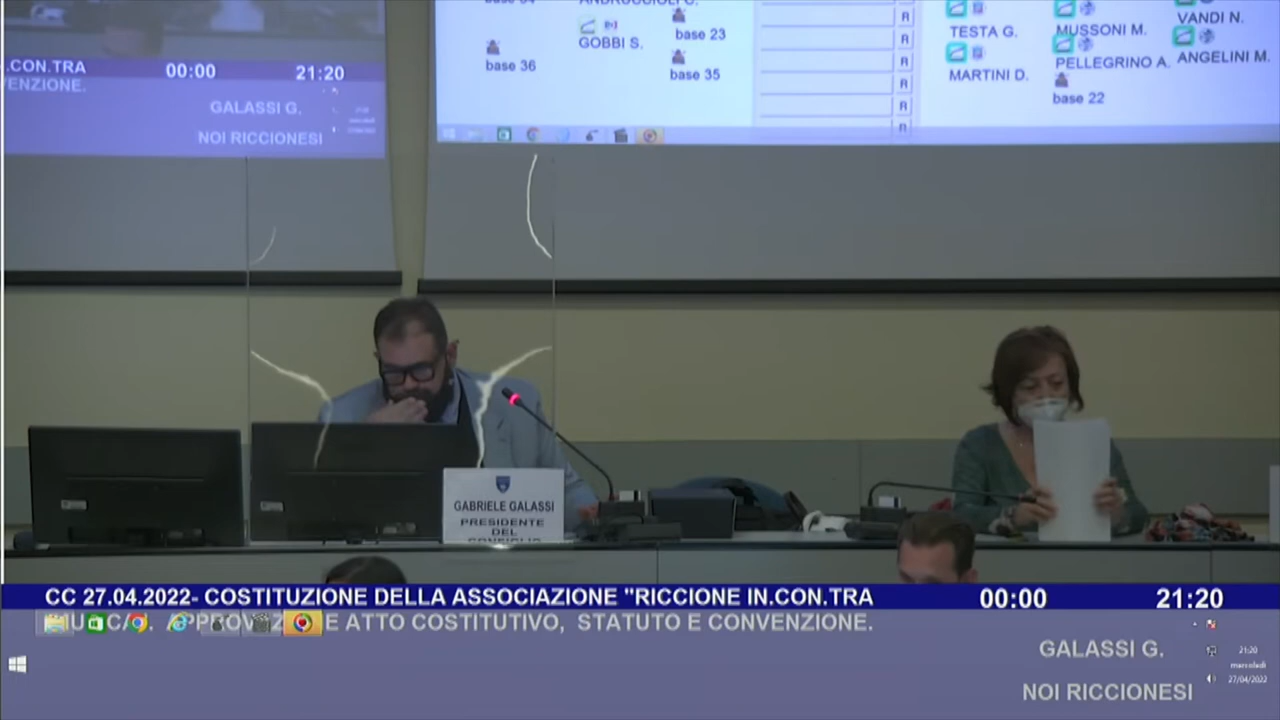 .CON.TRA 00:00 21:20
VENZIONE.
GALASSI G.
NOI RICCIONESI
GOBBI S.
base 23
base 36
base 35
R
R
R
R
R
TESTA G.
MUSSONI M.
VANDI N.
MARTINI D.
PELLEGRINO A.
ANGELINI M.
base 22
GABRIELE GALASSI
PRESIDENTE
DEL
CC 27.04.2022- COSTITUZIONE DELLA ASSOCIAZIONE "RICCIONE IN.CON.TRA 00:00 21:20
E ATTO COSTITUTIVO, STATUTO E CONVENZIONE.
GALASSI G.
NOI RICCIONESI
21:20
mercoledì
27/04/2022